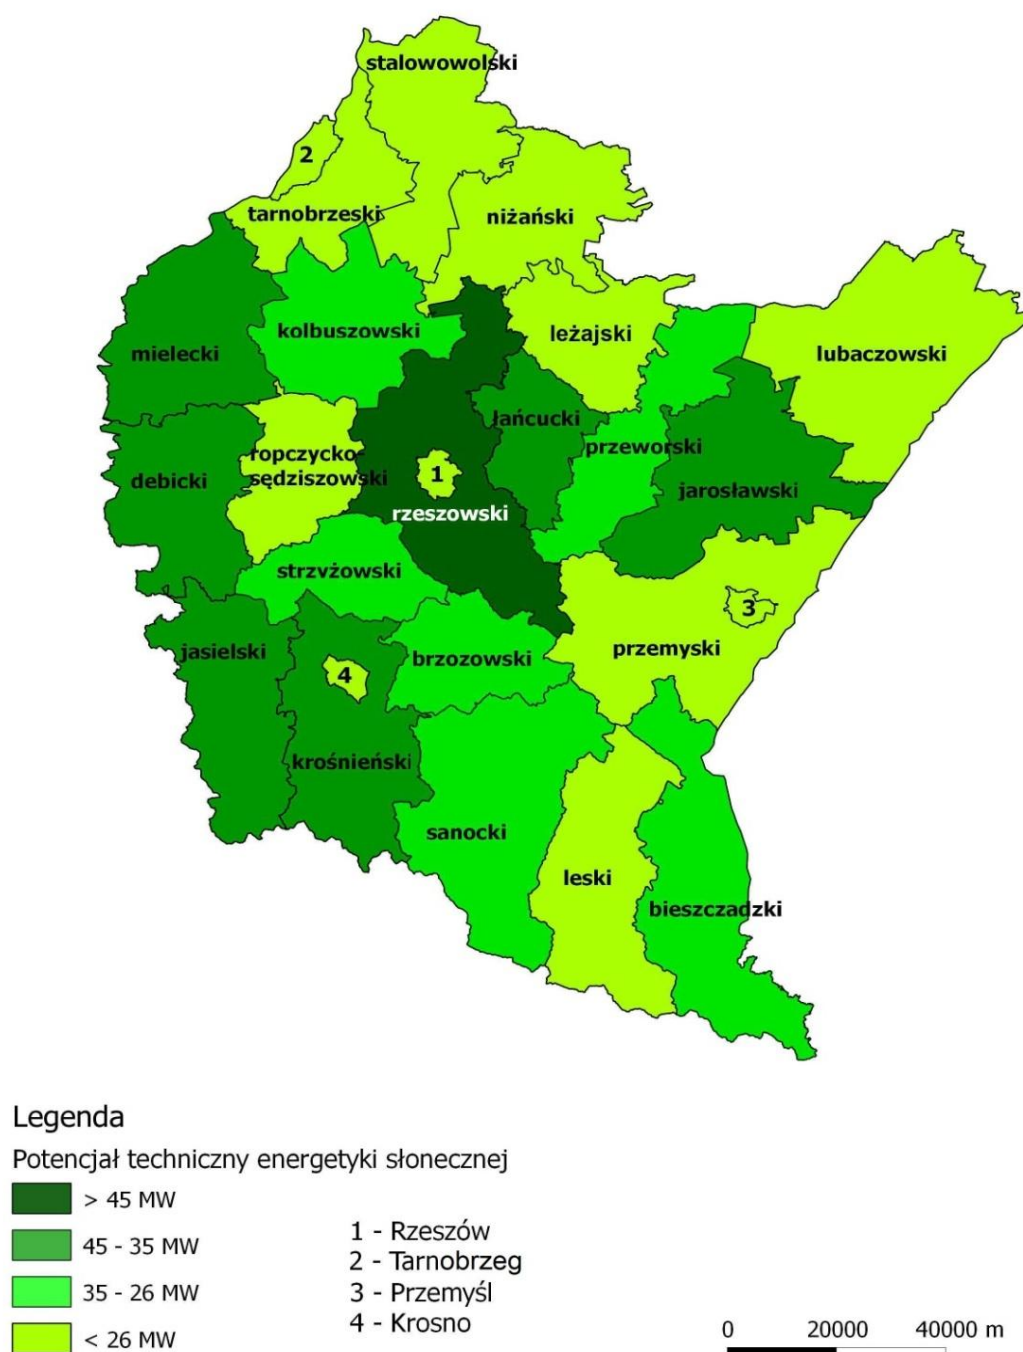 stalowowolski
2
tarnobrzeski
niżański
kolbuszowski
leżajski
mielecki
lubaczowski
łańcucki
przeworski
ropczycko-
sędziszowski
1
debicki
jarosławski
rzeszowski
strzvżowski
3
jasielski
brzozowski
przemyski
4
krośnieński
sanocki
leski
bieszczadzki
Legenda
Potencjał techniczny energetyki słonecznej
> 45 MW
45 - 35 MW
35 - 26 MW
< 26 MW
1 - Rzeszów
2 - Tarnobrzeg
3 - Przemyśl
4 - Krosno
0 20000 40000 m